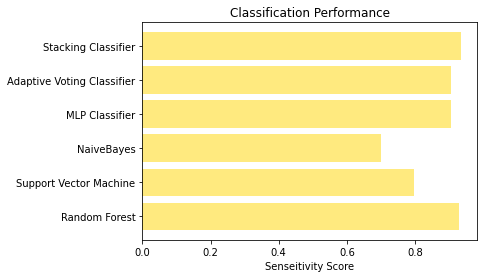 Classification Performance
Stacking Classifier
Adaptive Voting Classifier
MLP Classifier
NaiveBayes
Support Vector Machine
Random Forest
0.0 0.2 0.4 0.6 0.8
Senseitivity Score